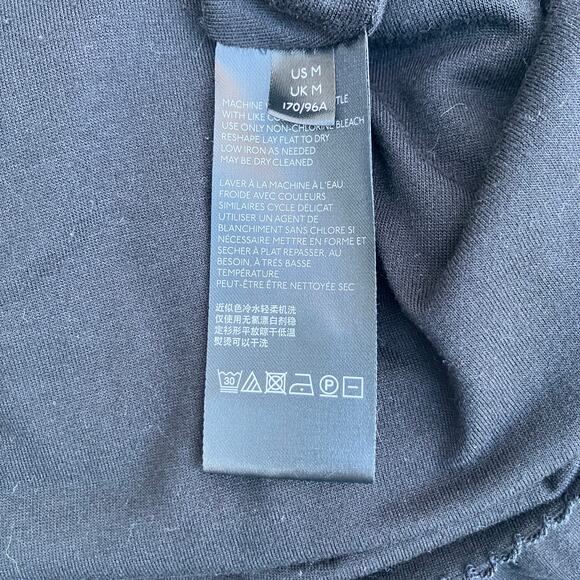 US M
UK M
170/96A
MACHINE
WITH LIKE
USE ONLY NON-CHLORINE BLEACH
RESHAPE LAY FLAT TO DRY
LOW IRON AS NEEDED
MAY BE DRY CLEANED
LAVER À LA MACHINE À L'EAU
FROIDE AVEC COULEURS
SIMILAIRES CYCLE DÉLICAT
UTILISER UN AGENT DE
BLANCHIMENT SANS CHLORE SI
NÉCESSAIRE METTRE EN FORME ET
SÉCHER À PLAT REPASSER, AU
BESOIN, À TRÈS BASSE
TEMPÉRATURE
PEUT-ÊTRE ÊTRE NETTOYÉE SEC
近似色冷水轻柔机洗
仅使用无氯漂白剂稳
定衫形平放晾干低温
熨烫可以干洗
30 P